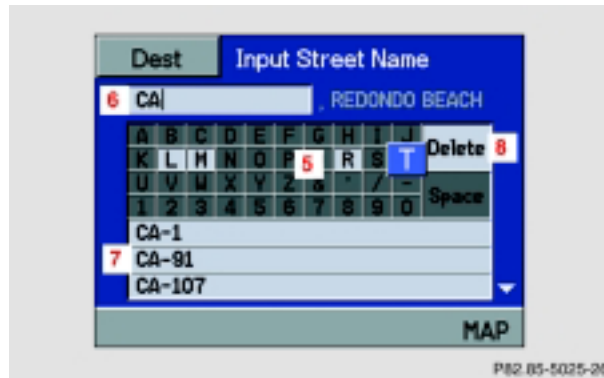 Dest Input Street Name
6 CA , REDONDO BEACH
A B C D E F G H I J
K L M N O P 5 R S T Delete 8
U V W X Y Z & ' / -
1 2 3 4 5 6 7 8 9 0 Space
CA-1
7 CA-91
CA-107
MAP
P82.85-5025-26